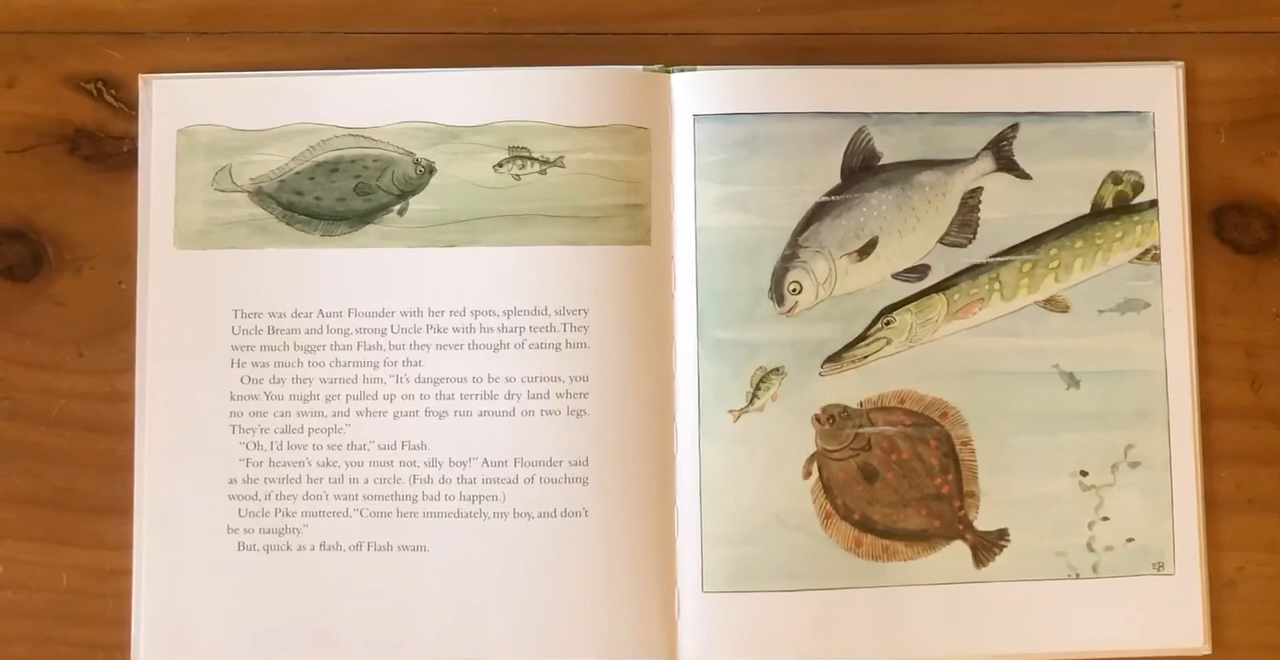 There was dear Aunt Flounder with her red spots, splendid, silvery
Uncle Bream and long, strong Uncle Pike with his sharp teeth. They
were much bigger than Flash, but they never thought of eating him.
He was much too charming for that.
One day they warned him, “It’s dangerous to be so curious, you
know. You might get pulled up on to that terrible dry land where
no one can swim, and where giant frogs run around on two legs.
They’re called people.”
“Oh, I’d love to see that,” said Flash.
“For heaven’s sake, you must not, silly boy!” Aunt Flounder said
as she twirled her tail in a circle. (Fish do that instead of touching
wood, if they don’t want something bad to happen.)
Uncle Pike muttered, “Come here immediately, my boy, and don’t
be so naughty.”
But, quick as a flash, off Flash swam.
EB